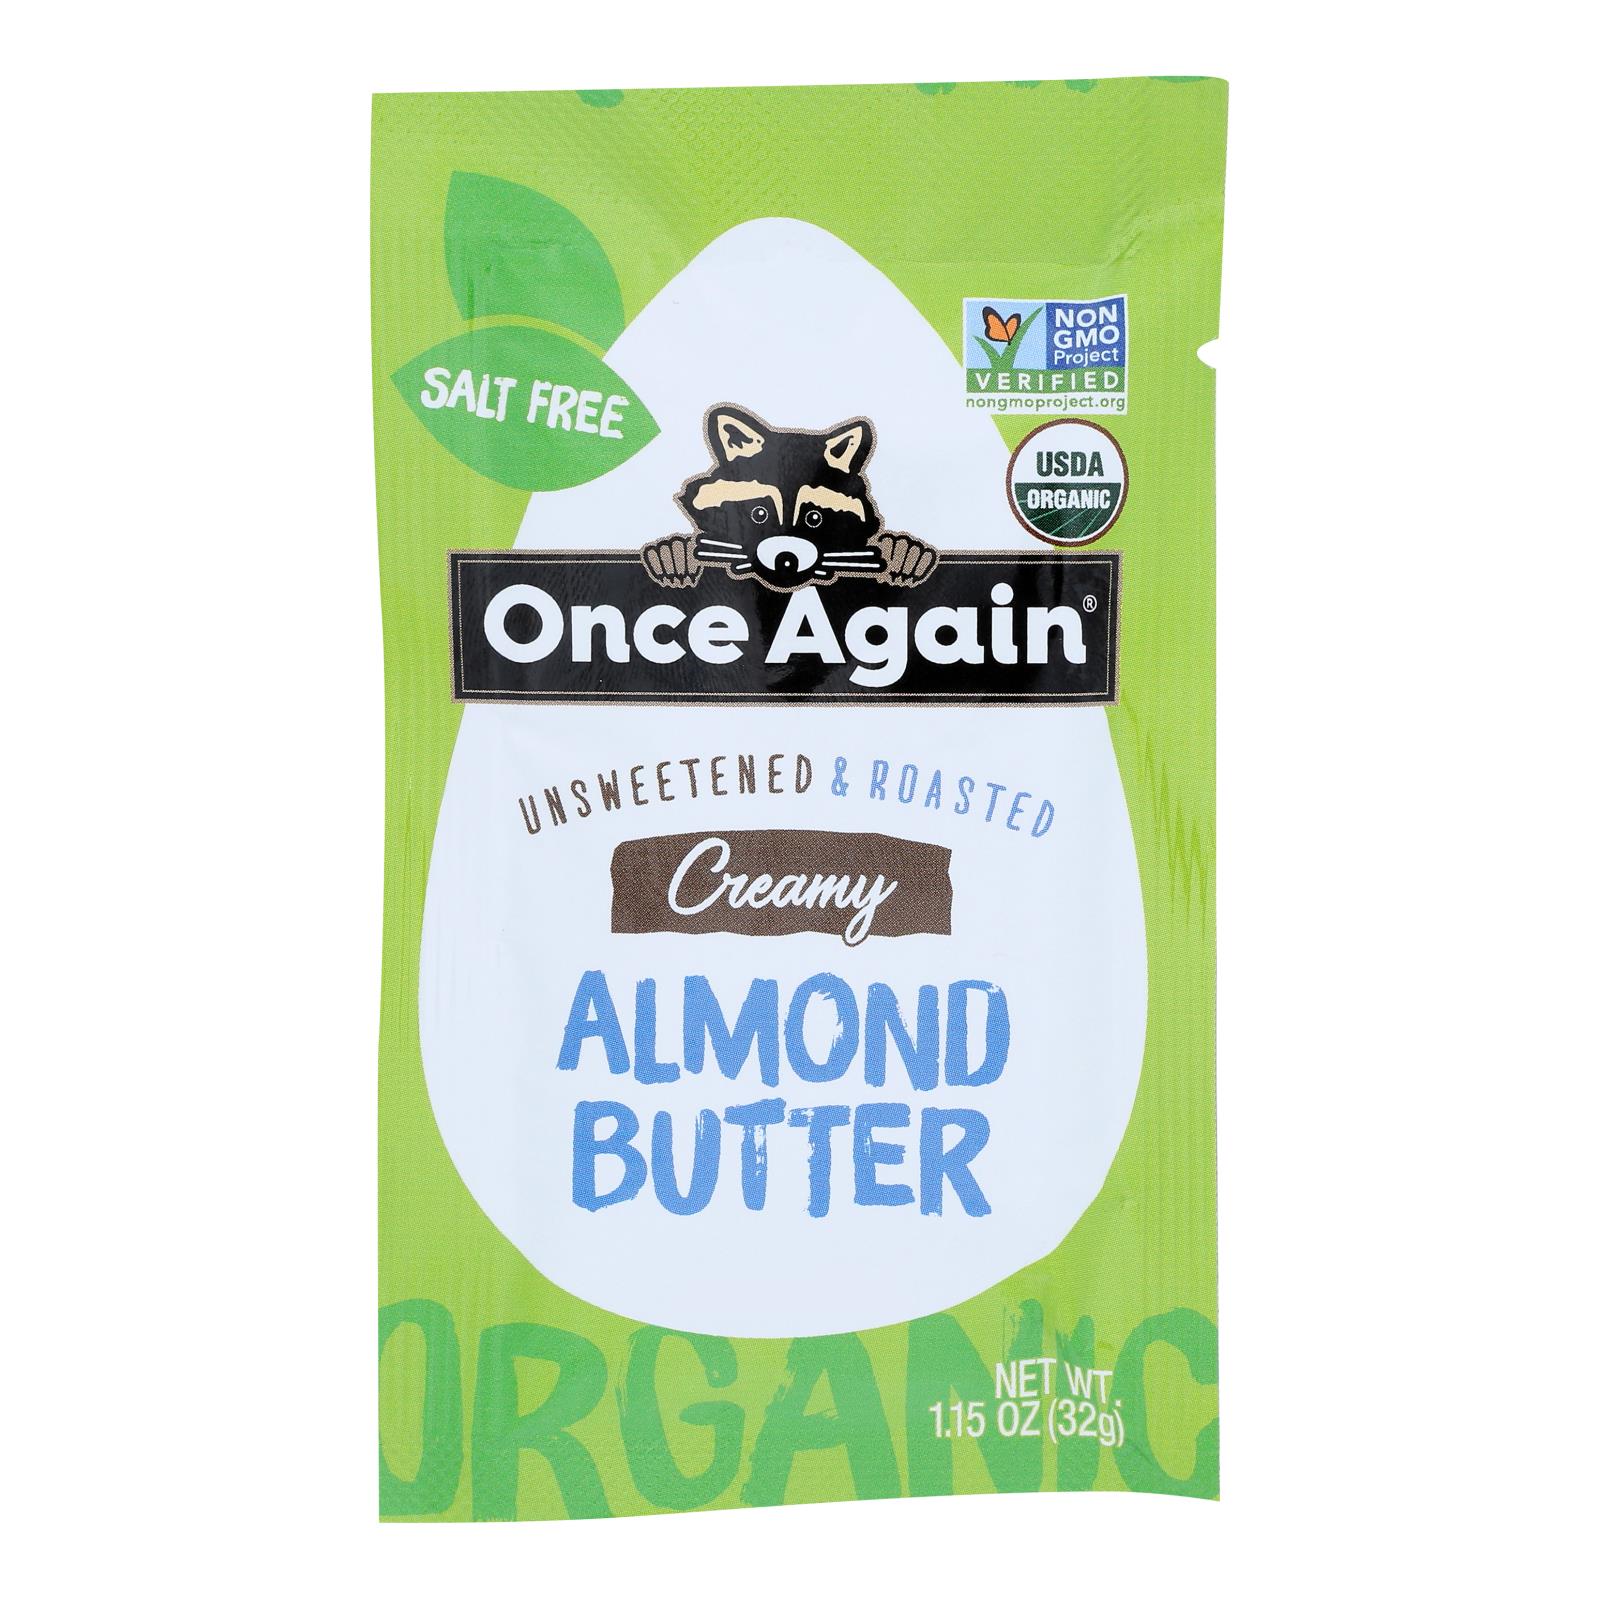 SALT FREE
NON
GMO
Project
VERIFIED
nongmoproject.org
USDA
ORGANIC
Once Again®
UNSWEETENED & ROASTED
Creamy
ALMOND
BUTTER
ORGANIC
NET WT.
1.15 OZ (32g)